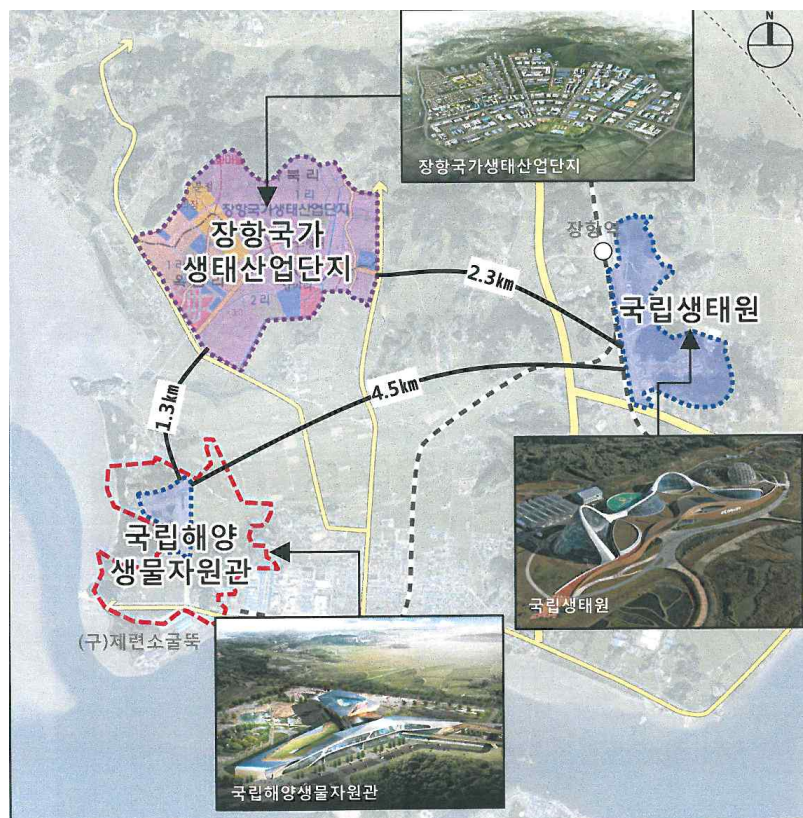 N
장항국가생태산업단지
북리
1리
장항국가생태산업단지
장항국가
생태산업단지
2리
장항역
국립생태원
2.3km
4.5km
1.3km
국립해양
생물자원관
(구)제련소굴뚝
국립생태원
국립해양생물자원관